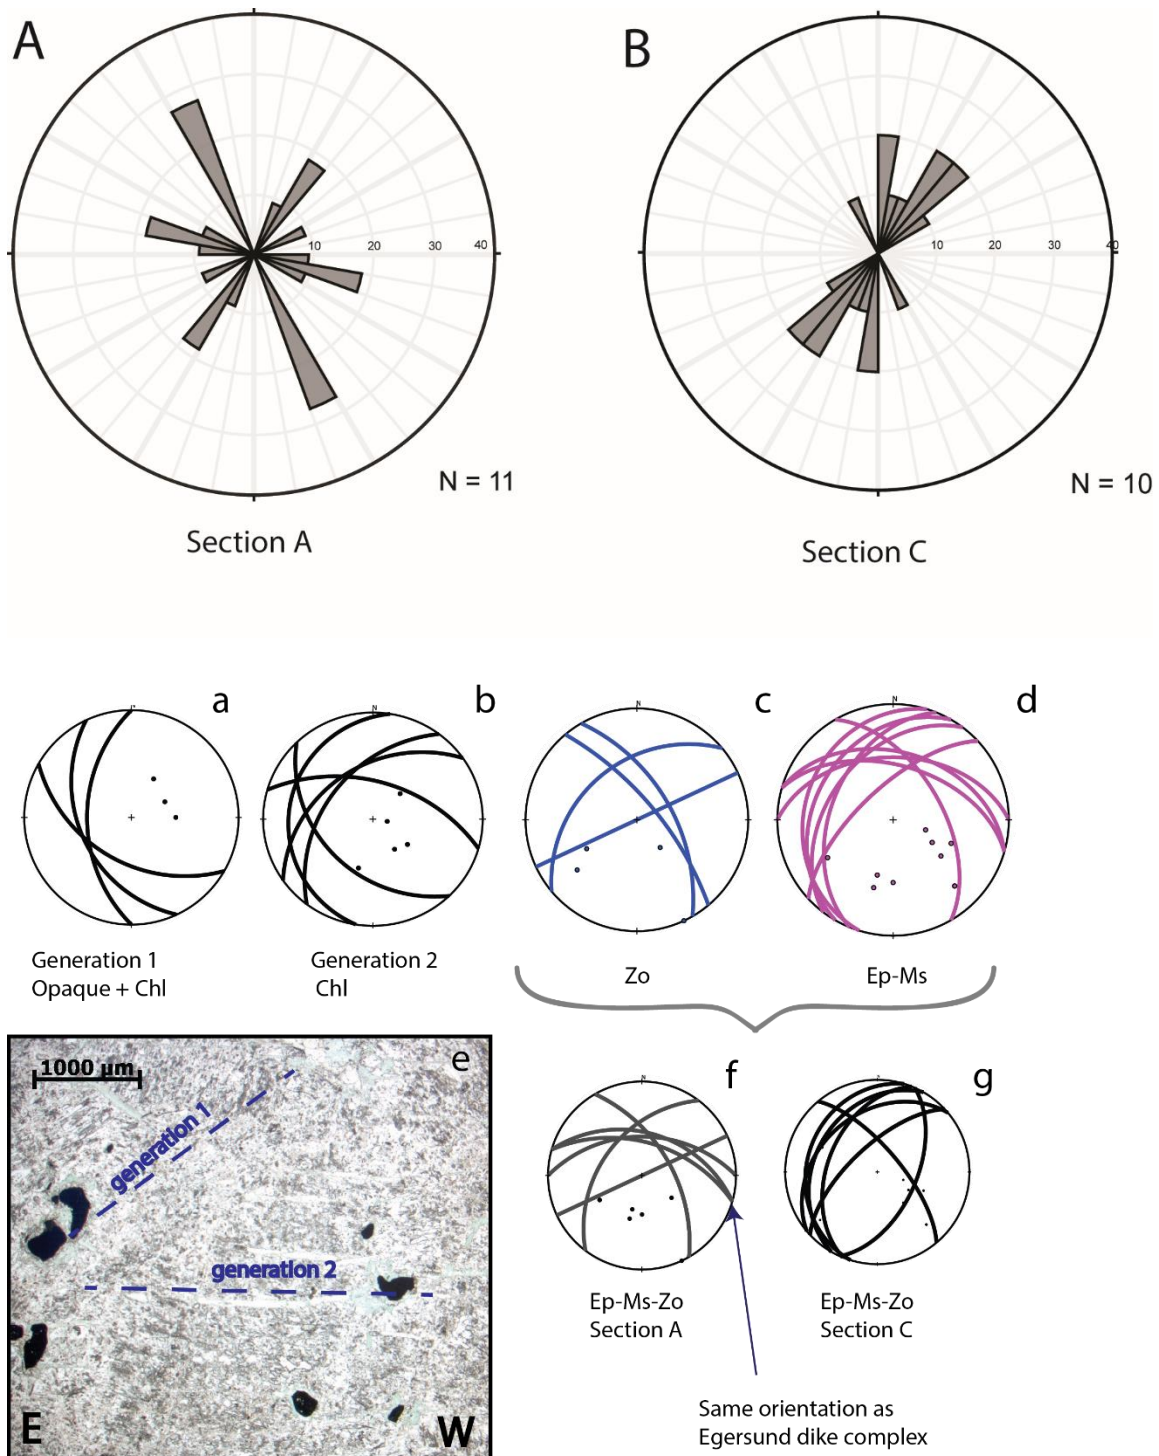 A
B
10
20
30
40
10
20
30
40
N = 11
N = 10
Section A
Section C
a
b
c
d
N
N
N
N
Generation 1
Opaque + Chl
Generation 2
Chl
Zo
Ep-Ms
1000 µm
e
generation 1
generation 2
E
W
f
g
N
N
Ep-Ms-Zo
Section A
Ep-Ms-Zo
Section C
Same orientation as
Egersund dike complex